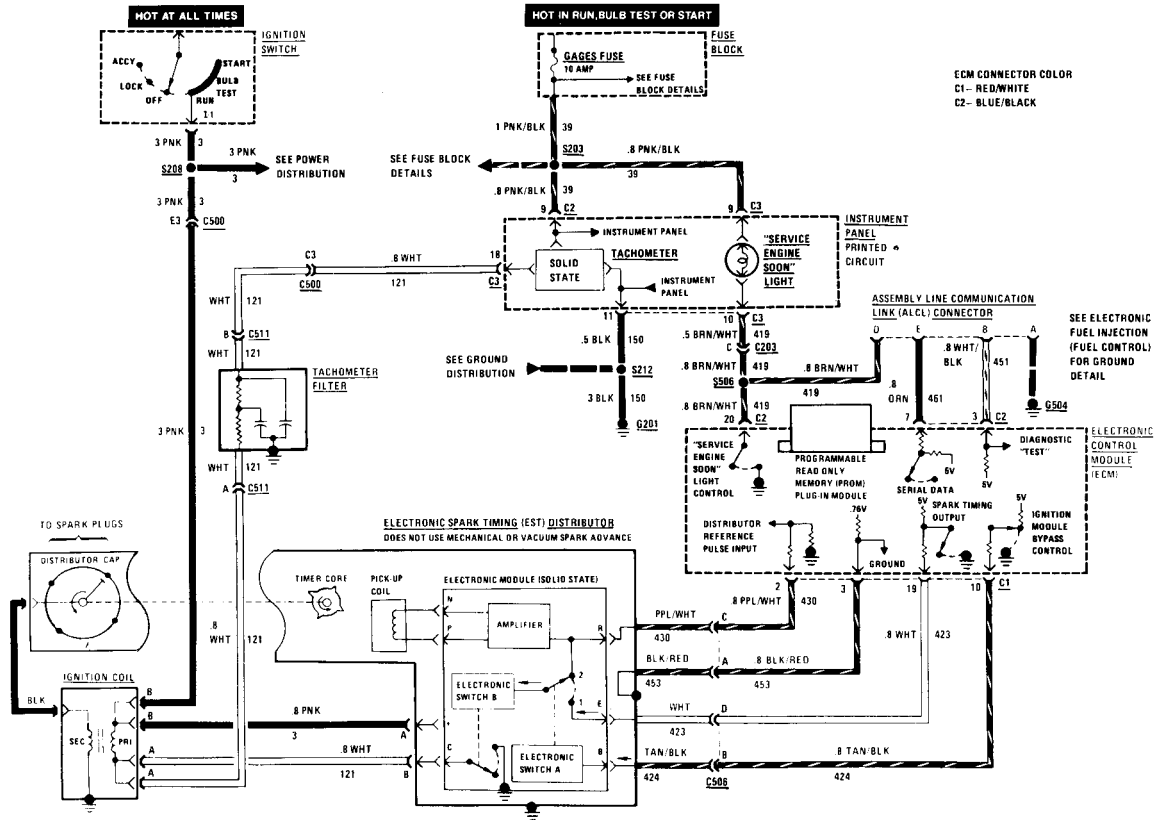 HOT AT ALL TIMES
HOT IN RUN,BULB TEST OR START
IGNITION
SWITCH
ACCY
LOCK
OFF
START
BULB
TEST
RUN
I1
FUSE
BLOCK
GAGES FUSE
10 AMP
SEE FUSE
BLOCK DETAILS
ECM CONNECTOR COLOR
C1– RED/WHITE
C2– BLUE/BLACK
3 PNK 3
S208
3 PNK
3
SEE POWER
DISTRIBUTION
3 PNK 3
E3 C500
1 PNK/BLK 39
S203
SEE FUSE BLOCK
DETAILS
.8 PNK/BLK
39
.8 PNK/BLK 39
9 C2
9 C3
INSTRUMENT
PANEL
PRINTED
CIRCUIT
INSTRUMENT PANEL
SOLID
STATE
TACHOMETER
INSTRUMENT
PANEL
"SERVICE
ENGINE
SOON"
LIGHT
C3
C500
.8 WHT
121
18
C3
WHT 121
B C511
WHT 121
TACHOMETER
FILTER
3 PNK 3
WHT 121
A C511
11
.5 BLK 150
SEE GROUND
DISTRIBUTION
S212
3 BLK 150
G201
10 C3
.5 BRN/WHT 419
C C203
.8 BRN/WHT 419
S506
.8 BRN/WHT
419
.8 BRN/WHT 419
20 C2
ASSEMBLY LINE COMMUNICATION
LINK (ALCL) CONNECTOR
D E B A
.8
ORN 461
7
.8 WHT/
BLK 451
3 C2
G504
SEE ELECTRONIC
FUEL INJECTION
(FUEL CONTROL)
FOR GROUND
DETAIL
ELECTRONIC
CONTROL
MODULE
(ECM)
"SERVICE
ENGINE
SOON"
LIGHT
CONTROL
PROGRAMMABLE
READ ONLY
MEMORY (PROM)
PLUG-IN MODULE
5V
SERIAL DATA
DIAGNOSTIC
"TEST"
5V
DISTRIBUTOR
REFERENCE
PULSE INPUT
.76V
GROUND
5V
SPARK TIMING
OUTPUT
5V
IGNITION
MODULE
BYPASS
CONTROL
2 3 19 10 C1
.8 PPL/WHT 430
.8 WHT 423
TO SPARK PLUGS
DISTRIBUTOR CAP
.8
WHT 121
ELECTRONIC SPARK TIMING (EST) DISTRIBUTOR
DOES NOT USE MECHANICAL OR VACUUM SPARK ADVANCE
TIMER CORE
PICK-UP
COIL
ELECTRONIC MODULE (SOLID STATE)
N
P
AMPLIFIER
R
ELECTRONIC
SWITCH B
2
1
E
ELECTRONIC
SWITCH A
B
+
C
PPL/WHT
430
C
BLK/RED
453
A
.8 BLK/RED
453
WHT
423
D
TAN/BLK
424
B
C506
.8 TAN/BLK
424
IGNITION COIL
BLK
SEC
PRI
B
B
A
A
.8 PNK
3
A
.8 WHT
121
B